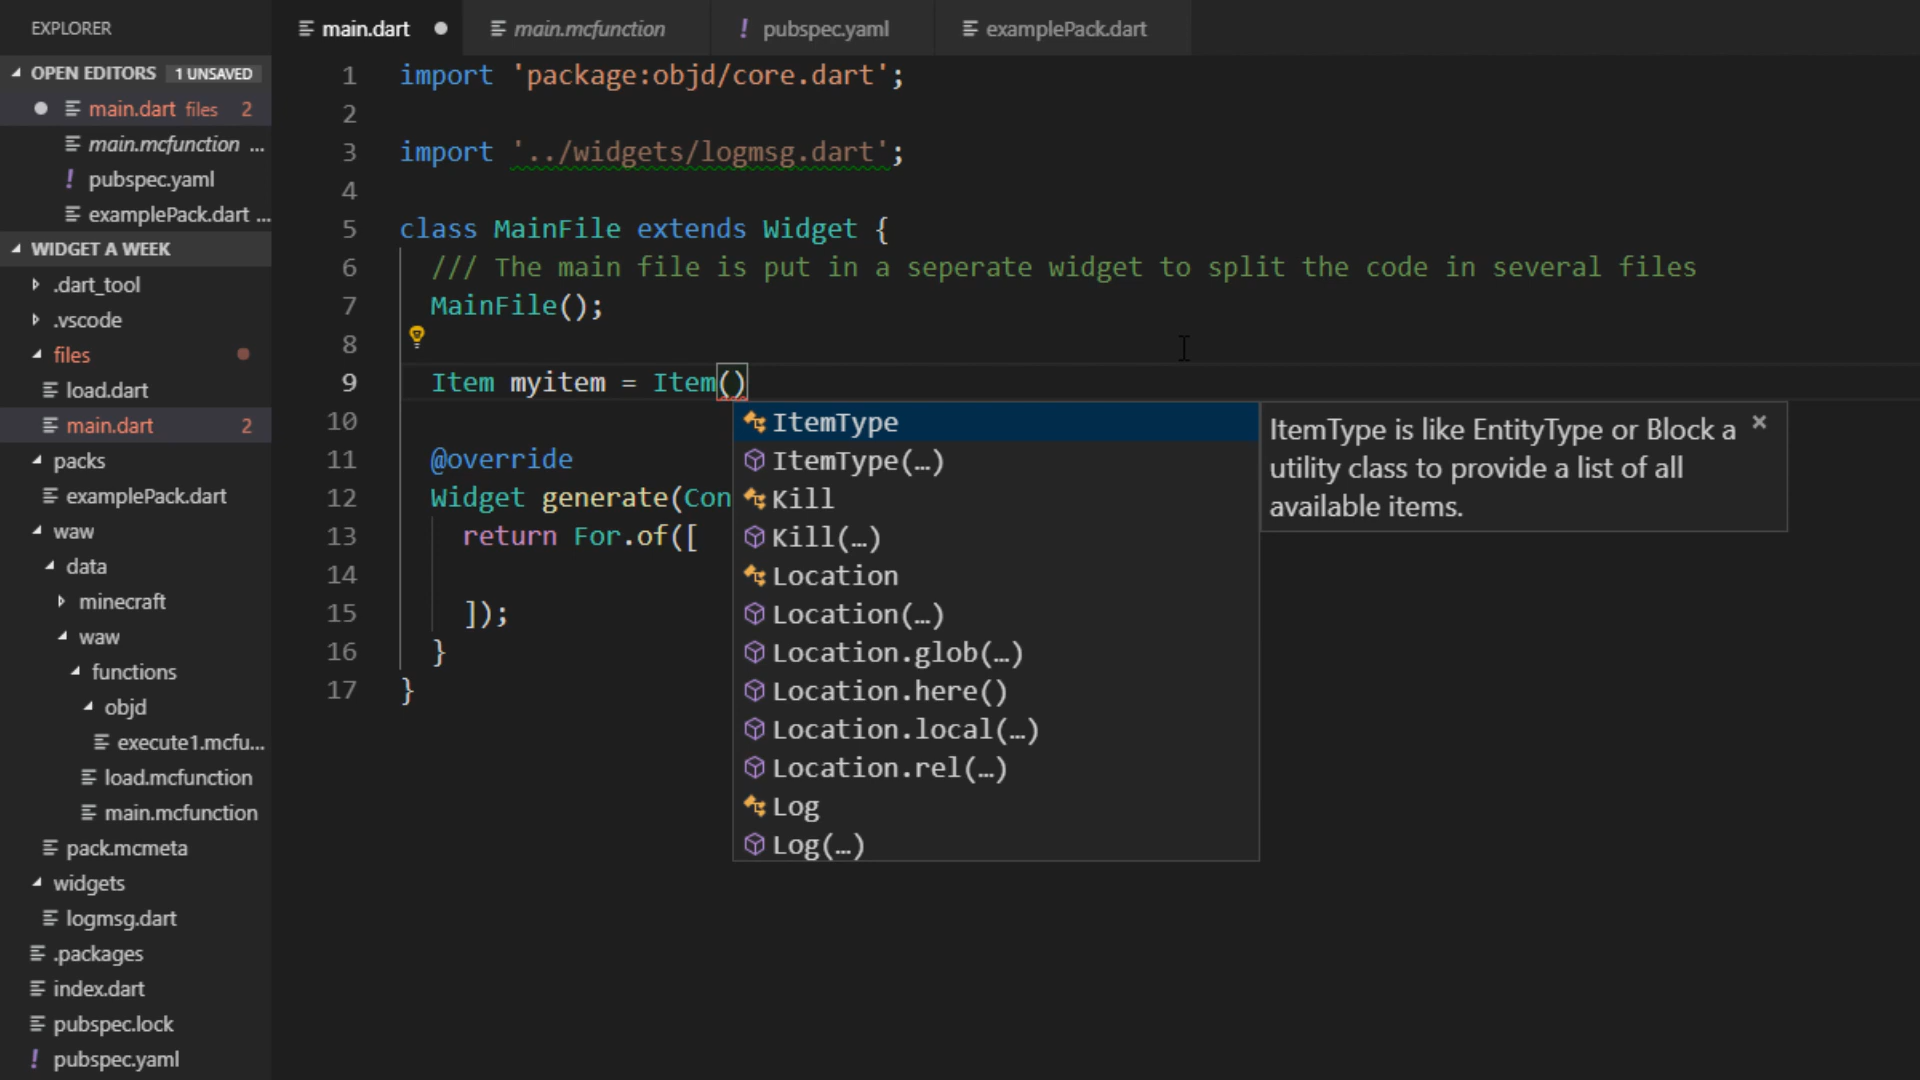 EXPLORER
OPEN EDITORS 1 UNSAVED
main.dart files 2
main.mcfunction ...
pubspec.yaml
examplePack.dart ...
WIDGET A WEEK
.dart_tool
.vscode
files
load.dart
main.dart 2
packs
examplePack.dart
waw
data
minecraft
waw
functions
objd
execute1.mcfu...
load.mcfunction
main.mcfunction
pack.mcmeta
widgets
logmsg.dart
.packages
index.dart
pubspec.lock
! pubspec.yaml
main.dart
main.mcfunction
! pubspec.yaml
examplePack.dart
1 import 'package:objd/core.dart';
2
3 import '../widgets/logmsg.dart';
4
5 class MainFile extends Widget {
6 /// The main file is put in a seperate widget to split the code in several files
7 MainFile();
8
9 Item myitem = Item()
10
11 @override
12 Widget generate(Con
13 return For.of([
14
15 ]);
16 }
17 }
ItemType
ItemType(…)
Kill
Kill(…)
Location
Location(…)
Location.glob(…)
Location.here()
Location.local(…)
Location.rel(…)
Log
Log(…)
ItemType is like EntityType or Block a
utility class to provide a list of all
available items.